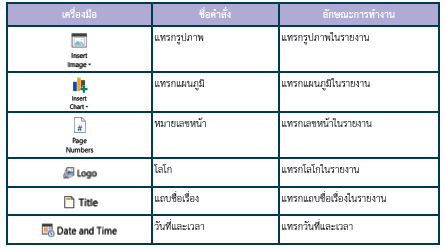 เครื่องมือ ชื่อคำสั่ง ลักษณะการทำงาน
Insert Image แทรกรูปภาพ แทรกรูปภาพในรายงาน
Insert Chart แทรกแผนภูมิ แทรกแผนภูมิในรายงาน
# Page Numbers หมายเลขหน้า แทรกเลขหน้าในรายงาน
Logo โลโก แทรกโลโกในรายงาน
Title แถบชื่อเรื่อง แทรกแถบชื่อเรื่องในรายงาน
Date and Time วันที่และเวลา แทรกวันที่และเวลา